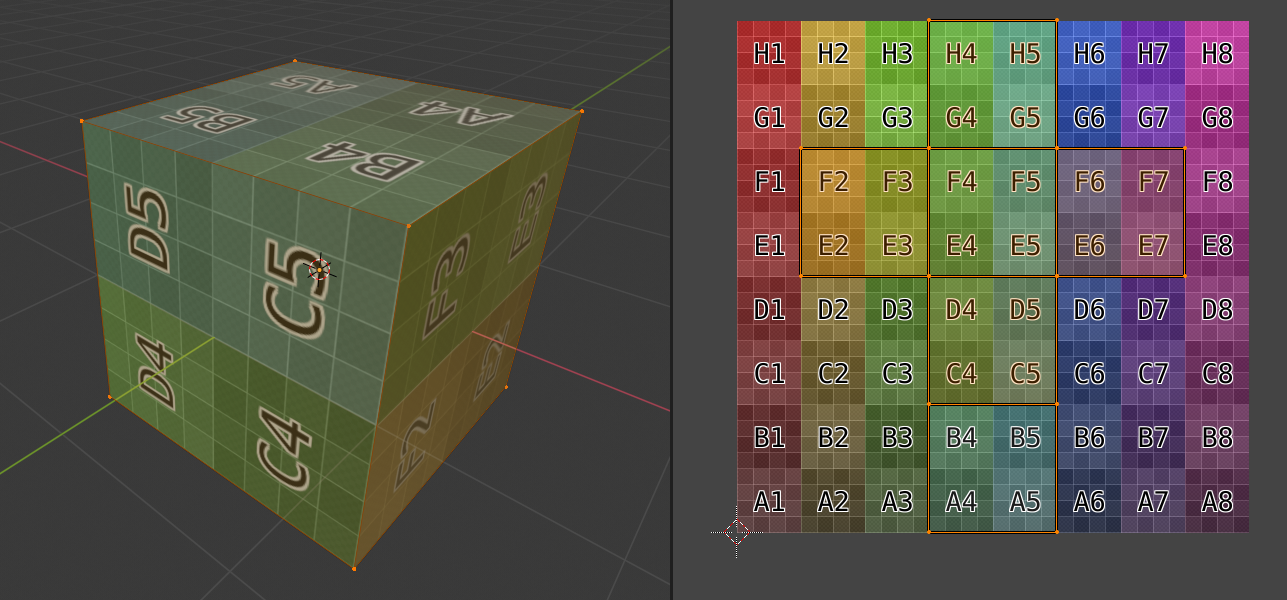 A5
B5 A4
B4
D5 C5 F3 E3
D4 C4 F2 E2
H1 H2 H3 H4 H5 H6 H7 H8
G1 G2 G3 G4 G5 G6 G7 G8
F1 F2 F3 F4 F5 F6 F7 F8
E1 E2 E3 E4 E5 E6 E7 E8
D1 D2 D3 D4 D5 D6 D7 D8
C1 C2 C3 C4 C5 C6 C7 C8
B1 B2 B3 B4 B5 B6 B7 B8
A1 A2 A3 A4 A5 A6 A7 A8